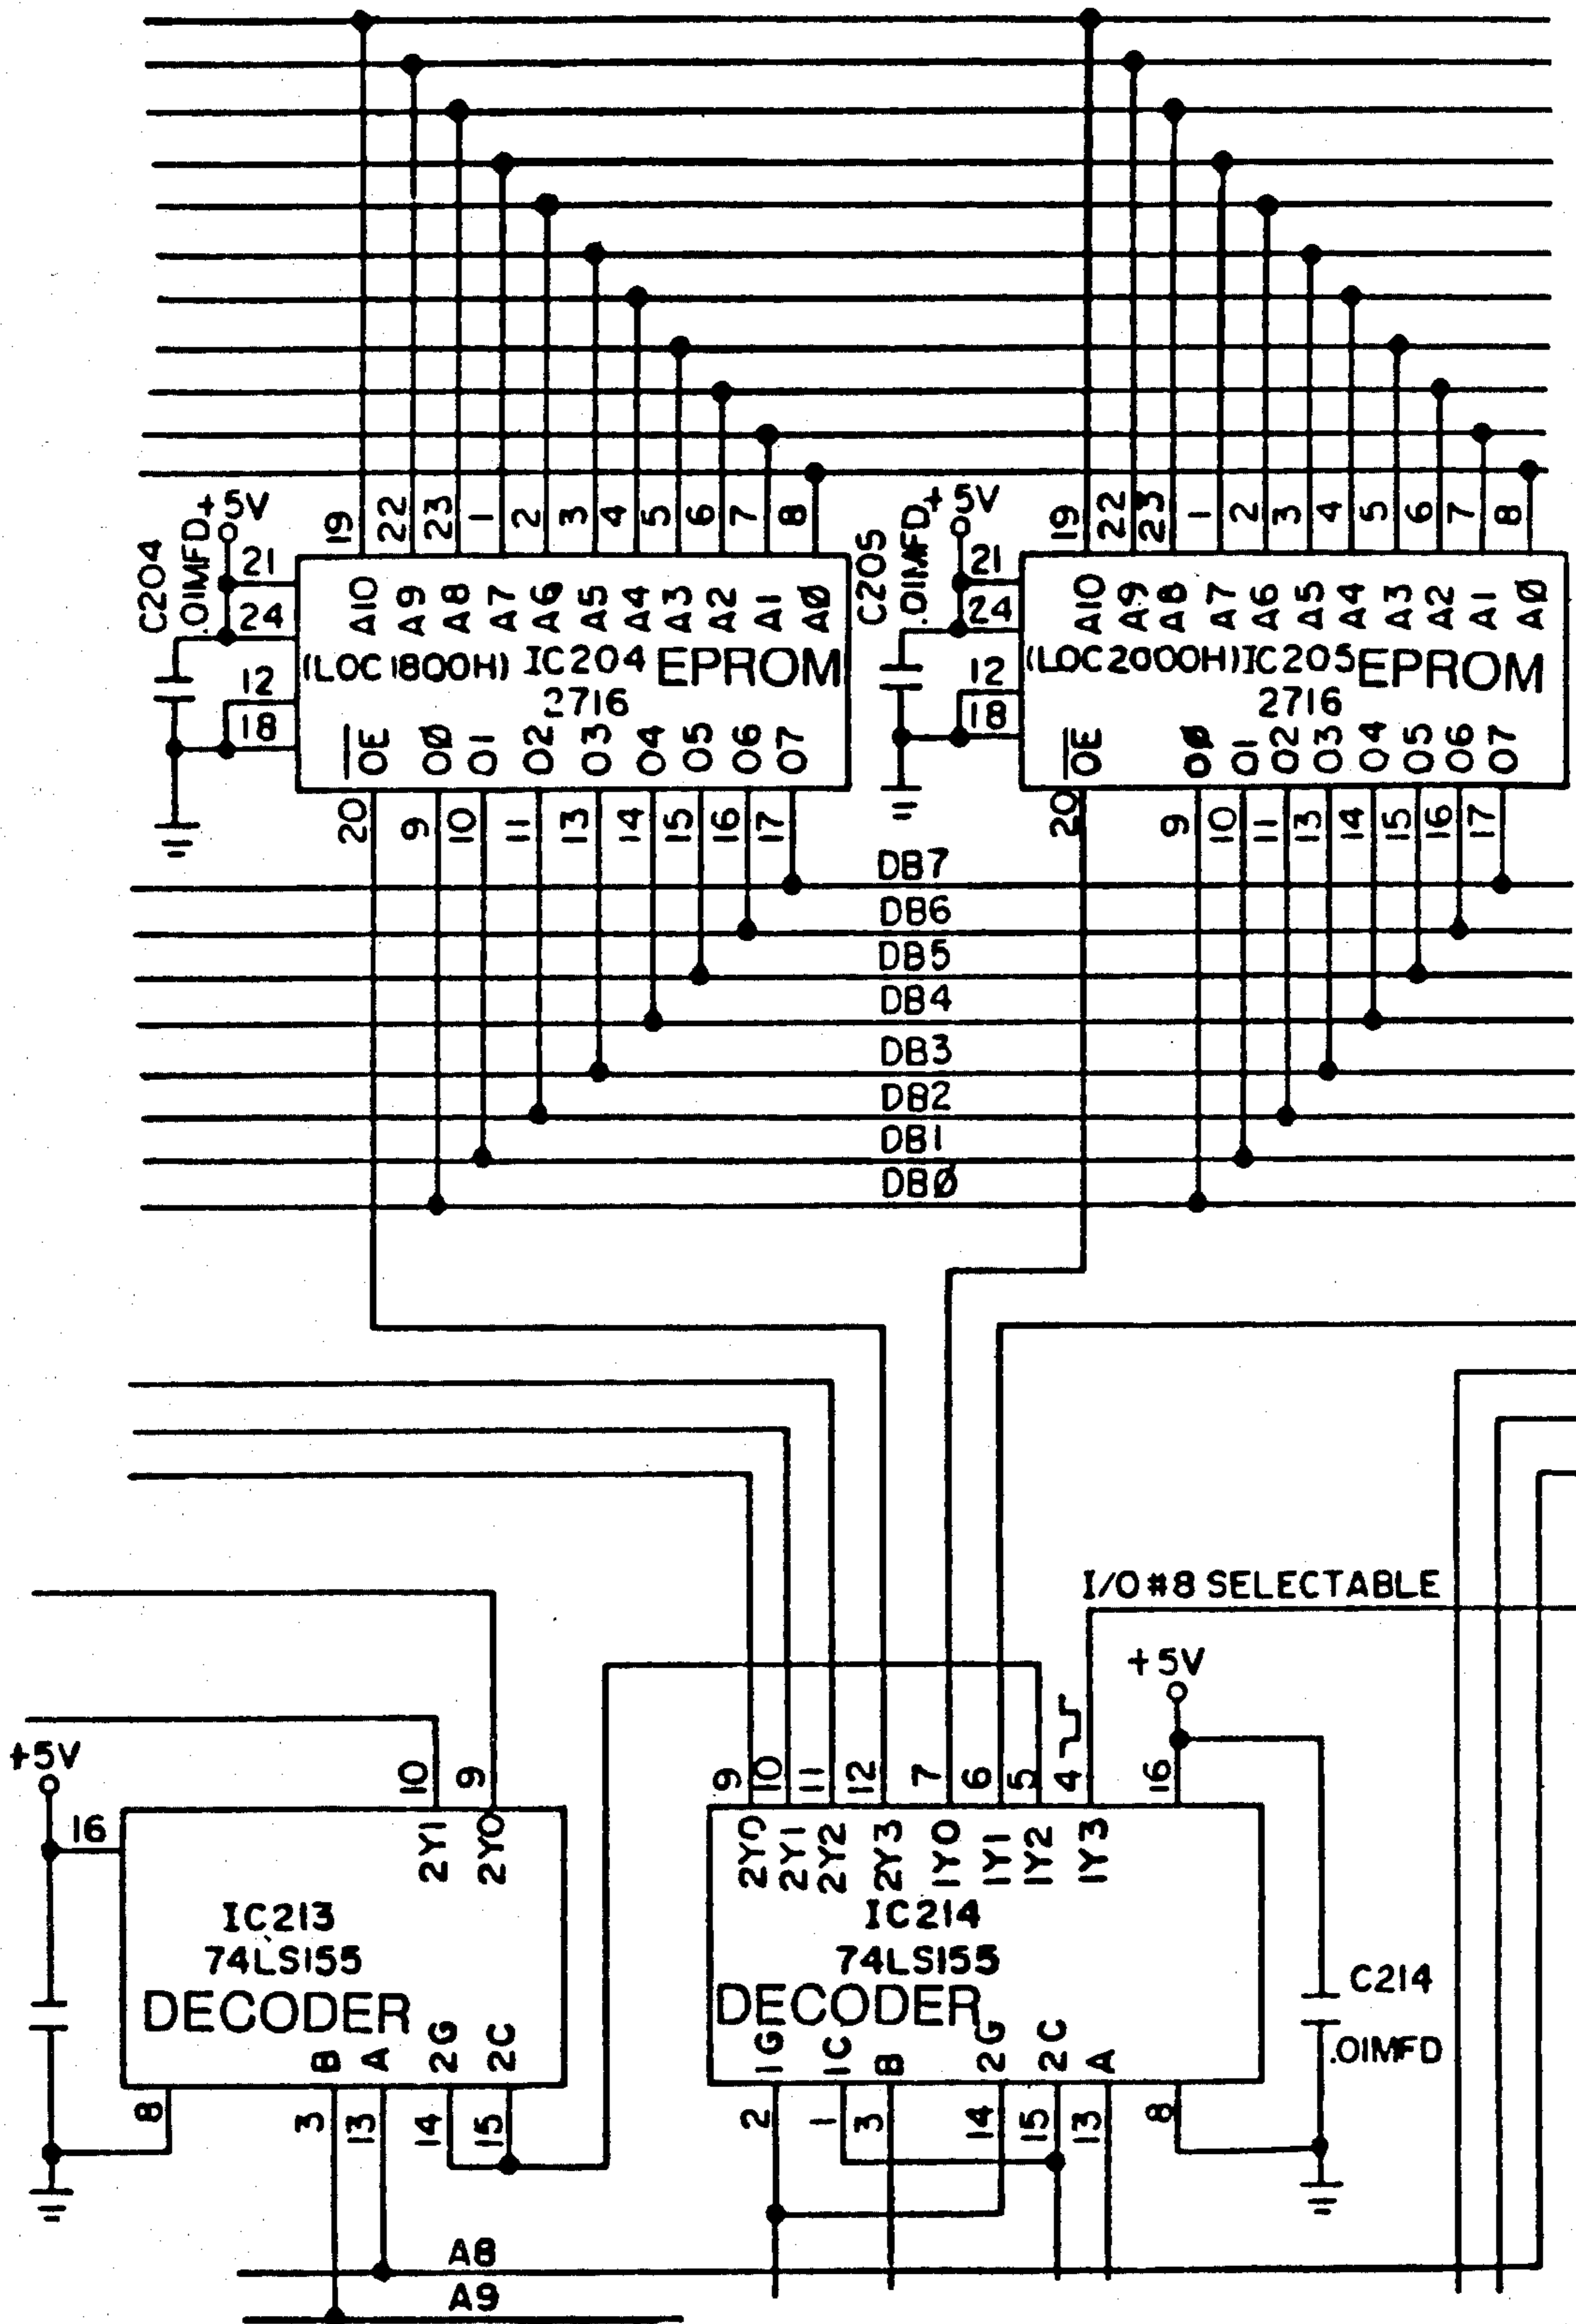 +5V
C204
.01MFD
21
24
12
18
19
22
23
1
2
3
4
5
6
7
8
A10
A9
A8
A7
A6
A5
A4
A3
A2
A1
AØ
(LOC1800H) IC204 EPROM
2716
OE
OØ
O1
O2
O3
O4
O5
O6
O7
20
9
10
11
13
14
15
16
17
+5V
C205
.01MFD
21
24
12
18
19
22
23
1
2
3
4
5
6
7
8
A10
A9
A8
A7
A6
A5
A4
A3
A2
A1
AØ
(LOC2000H) IC205 EPROM
2716
OE
OØ
O1
O2
O3
O4
O5
O6
O7
20
9
10
11
13
14
15
16
17
DB7
DB6
DB5
DB4
DB3
DB2
DB1
DBØ
I/O #8 SELECTABLE
+5V
16
10
9
2Y1
2Y0
IC213
74LS155
DECODER
B
A
2G
2C
8
3
13
14
15
+5V
9
10
11
12
7
6
5
4
16
2Y0
2Y1
2Y2
2Y3
1Y0
1Y1
1Y2
1Y3
IC214
74LS155
DECODER
1G
1C
B
2G
2C
A
2
1
3
14
15
13
8
C214
.01MFD
A8
A9